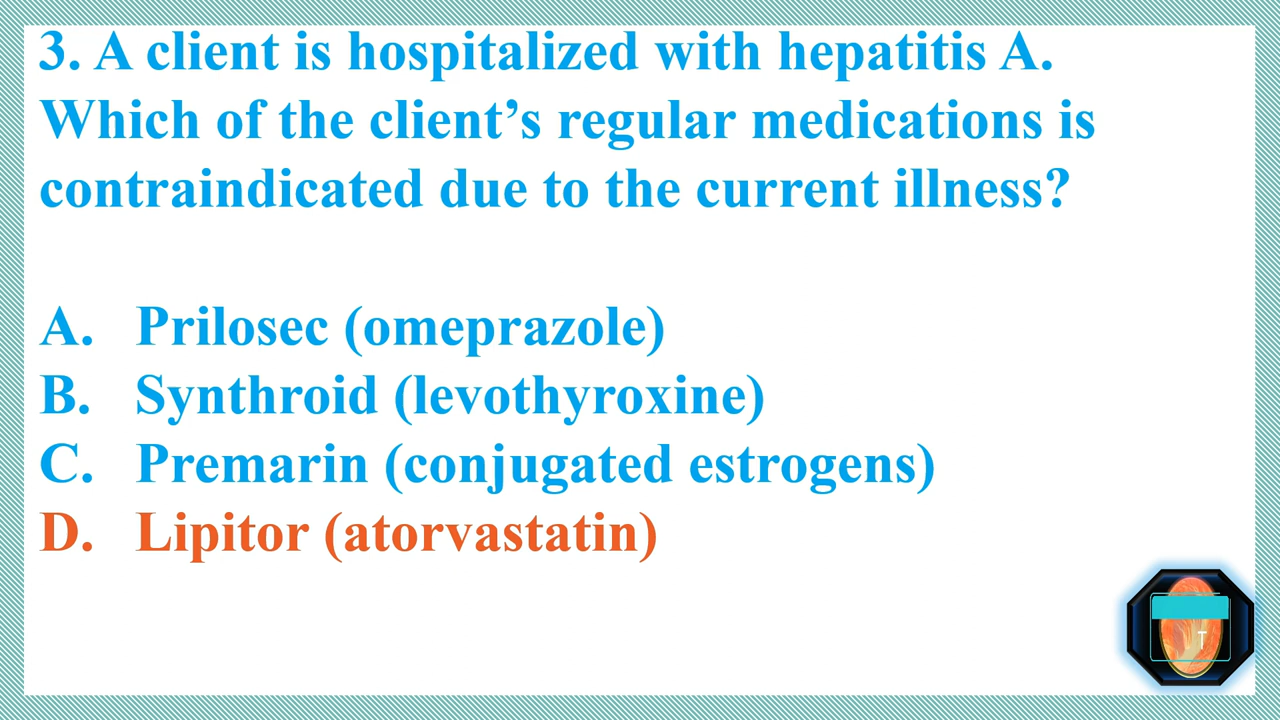 3. A client is hospitalized with hepatitis A.
Which of the client’s regular medications is
contraindicated due to the current illness?
A. Prilosec (omeprazole)
B. Synthroid (levothyroxine)
C. Premarin (conjugated estrogens)
D. Lipitor (atorvastatin)
T